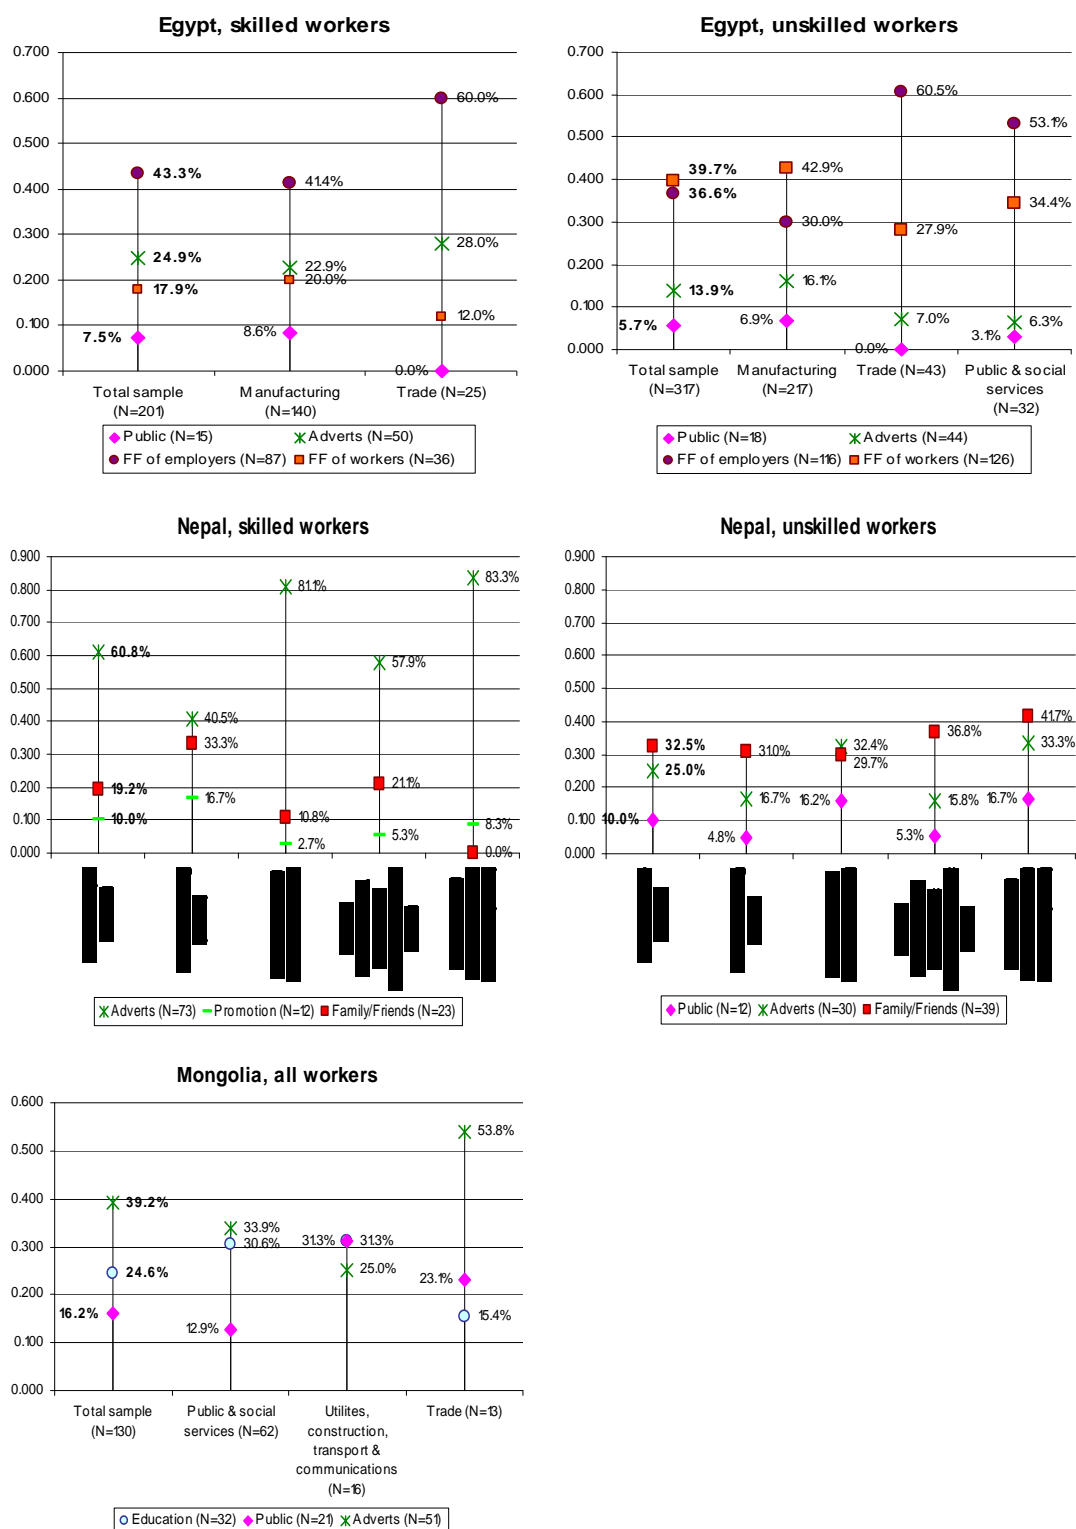 Egypt, skilled workers
0.700
0.600
0.500
0.400
0.300
0.200
0.100
0.000
60.0%
43.3%
41.4%
28.0%
24.9%
22.9%
20.0%
17.9%
12.0%
7.5%
8.6%
0.0%
Total sample
(N=201)
Manufacturing
(N=140)
Trade (N=25)
Public (N=15)
Adverts (N=50)
FF of employers (N=87)
FF of workers (N=36)
Egypt, unskilled workers
0.700
0.600
0.500
0.400
0.300
0.200
0.100
0.000
60.5%
53.1%
39.7%
42.9%
36.6%
34.4%
30.0%
27.9%
13.9%
16.1%
5.7%
6.9%
7.0%
6.3%
3.1%
0.0%
Total sample
(N=317)
Manufacturing
(N=217)
Trade (N=43)
Public & social
services
(N=32)
Public (N=18)
Adverts (N=44)
FF of employers (N=116)
FF of workers (N=126)
Nepal, skilled workers
0.900
0.800
0.700
0.600
0.500
0.400
0.300
0.200
0.100
0.000
83.3%
81.1%
60.8%
57.9%
40.5%
33.3%
19.2%
21.1%
16.7%
10.0%
10.8%
8.3%
5.3%
2.7%
0.0%
Adverts (N=73) Promotion (N=12) Family/Friends (N=23)
Nepal, unskilled workers
0.900
0.800
0.700
0.600
0.500
0.400
0.300
0.200
0.100
0.000
41.7%
36.8%
32.5%
31.0%
32.4%
33.3%
29.7%
25.0%
16.7%
16.2%
15.8%
16.7%
10.0%
4.8%
5.3%
Public (N=12) Adverts (N=30) Family/Friends (N=39)
Mongolia, all workers
0.600
0.500
0.400
0.300
0.200
0.100
0.000
53.8%
39.2%
33.9%
30.6%
31.3%
31.3%
24.6%
25.0%
23.1%
16.2%
15.4%
12.9%
Total sample
(N=130)
Public & social
services (N=62)
Utilites,
construction,
transport &
communications
(N=16)
Trade (N=13)
Education (N=32) Public (N=21) Adverts (N=51)